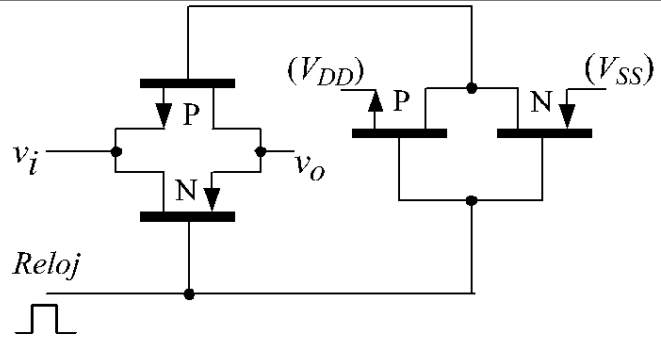 (V_DD)
(V_SS)
P
P
N
v_i
v_o
N
Reloj